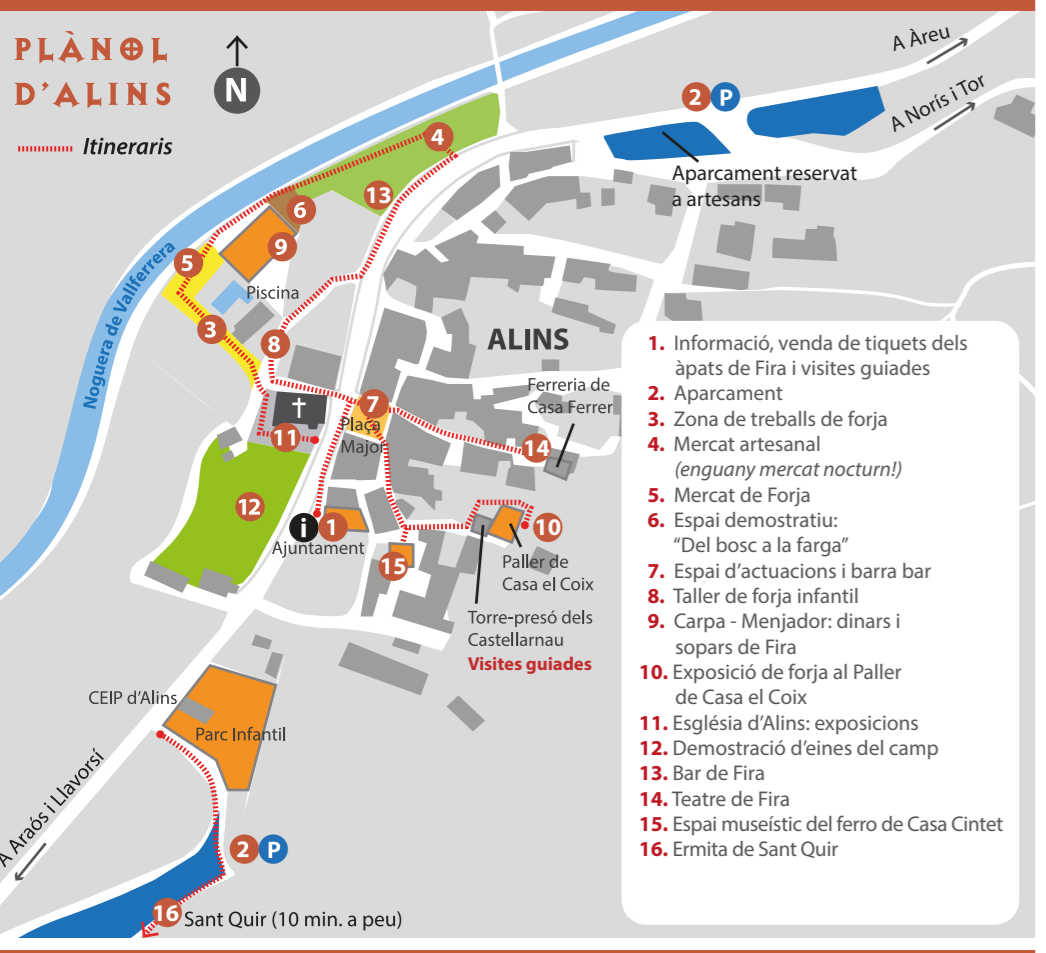 PLÀNOL
D'ALINS
N
Itineraris
A Àreu
A Norís i Tor
2 P
Aparcament reservat
a artesans
4
13
6
9
5
Piscina
3
8
Noguera de Vallferrera
ALINS
Ferreria de
Casa Ferrer
7
Plaça
Major
11
14
12
i 1
Ajuntament
10
15
Paller de
Casa el Coix
Torre-presó dels
Castellarnau
Visites guiades
CEIP d'Alins
Parc Infantil
A Araós i Llavorsí
2 P
16 Sant Quir (10 min. a peu)
1. Informació, venda de tiquets dels
àpats de Fira i visites guiades
2. Aparcament
3. Zona de treballs de forja
4. Mercat artesanal
(enguany mercat nocturn!)
5. Mercat de Forja
6. Espai demostratiu:
“Del bosc a la farga”
7. Espai d'actuacions i barra bar
8. Taller de forja infantil
9. Carpa - Menjador: dinars i
sopars de Fira
10. Exposició de forja al Paller
de Casa el Coix
11. Església d'Alins: exposicions
12. Demostració d'eines del camp
13. Bar de Fira
14. Teatre de Fira
15. Espai museístic del ferro de Casa Cintet
16. Ermita de Sant Quir